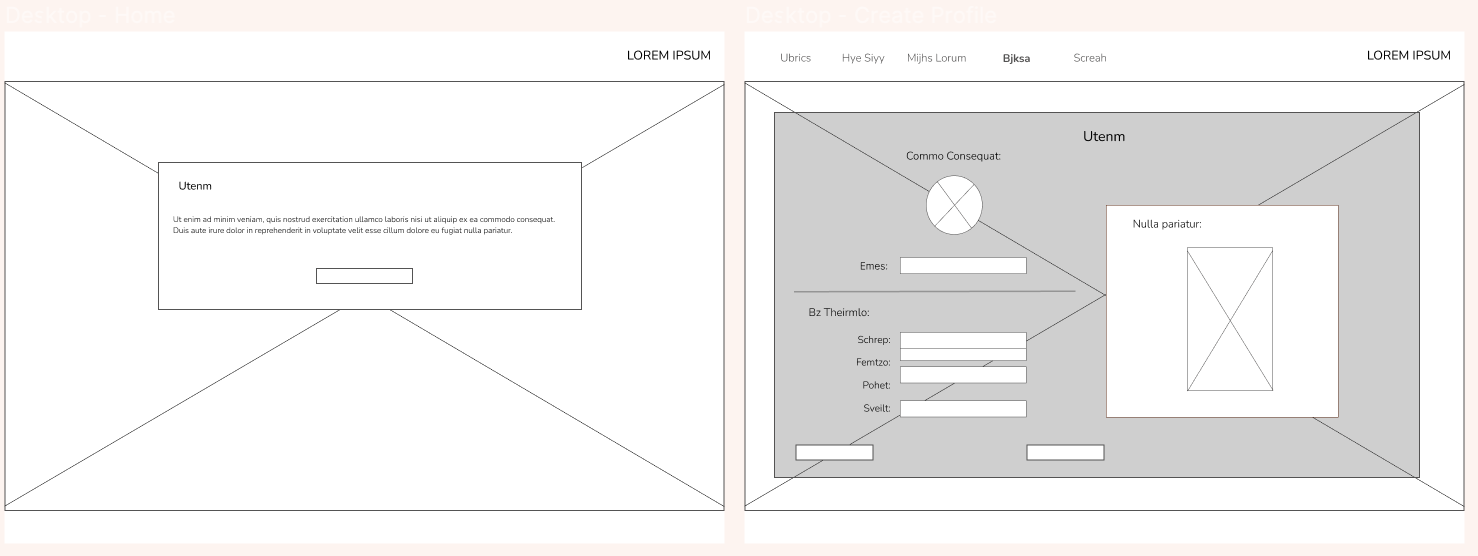 Desktop - Home
LOREM IPSUM
Utenm
Ut enim ad minim veniam, quis nostrud exercitation ullamco laboris nisi ut aliquip ex ea commodo consequat.
Duis aute irure dolor in reprehenderit in voluptate velit esse cillum dolore eu fugiat nulla pariatur.
Desktop - Create Profile
Ubrics Hye Siyy Mijhs Lorum Bjksa Screah LOREM IPSUM
Utenm
Commo Consequat:
Emes:
Bz Theirmlo:
Schrep:
Femtzo:
Pohet:
Sveilt:
Nulla pariatur: